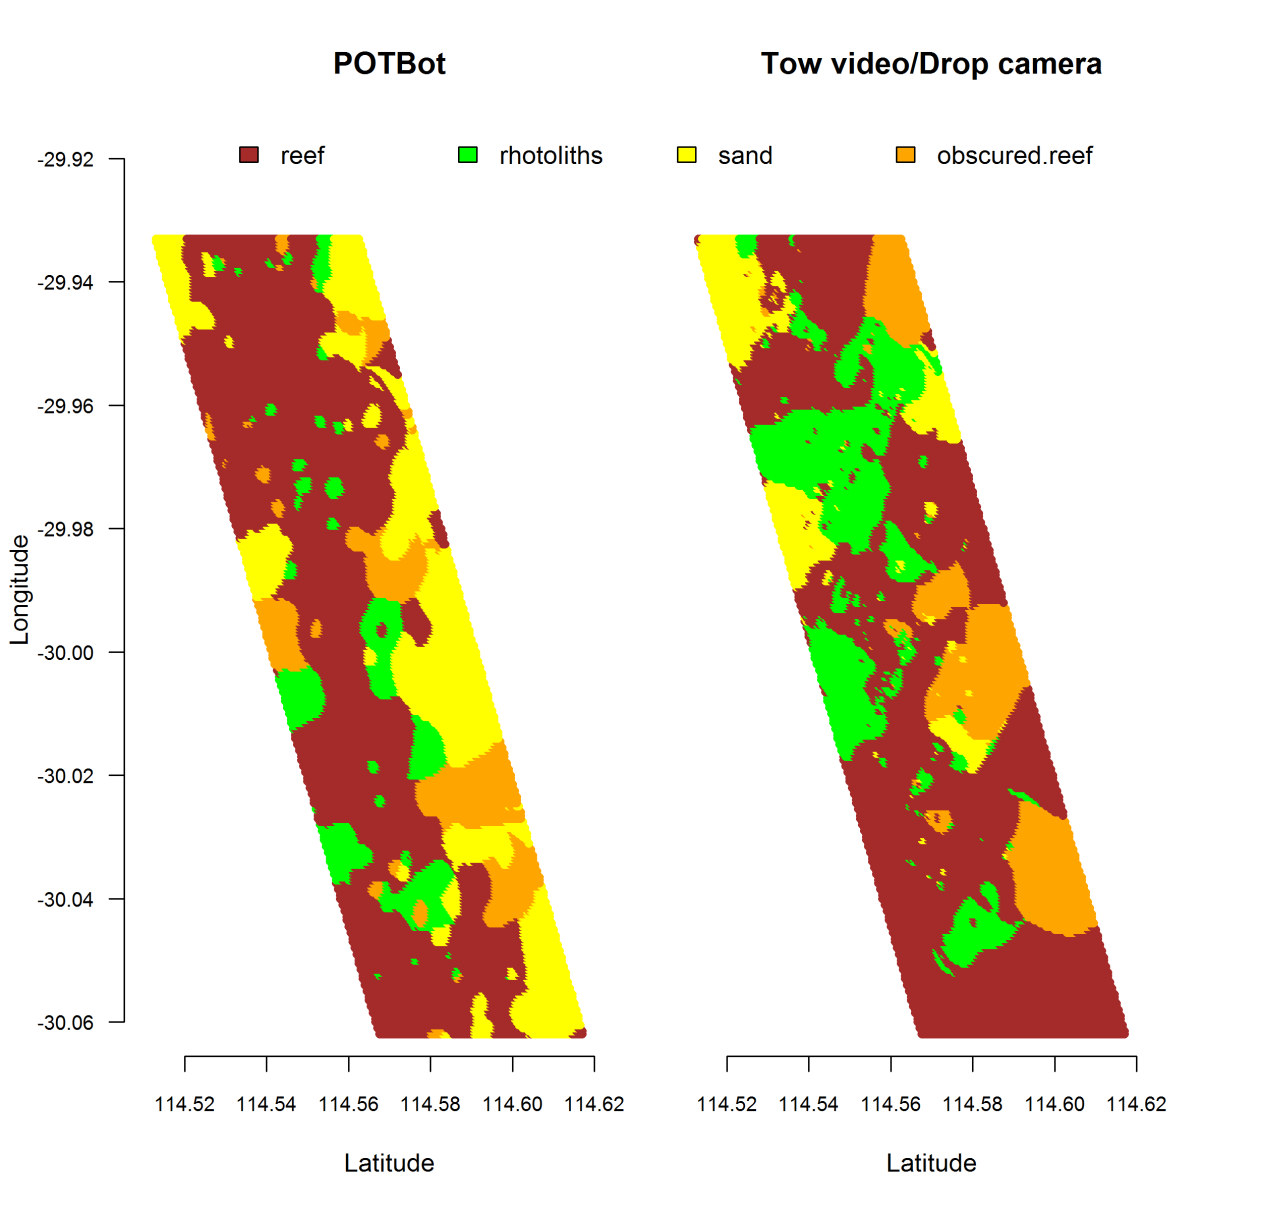 POTBot
Tow video/Drop camera
reef
rhotoliths
sand
obscured.reef
-29.92
-29.94
-29.96
-29.98
-30.00
-30.02
-30.04
-30.06
Longitude
114.52 114.54 114.56 114.58 114.60 114.62
114.52 114.54 114.56 114.58 114.60 114.62
Latitude
Latitude